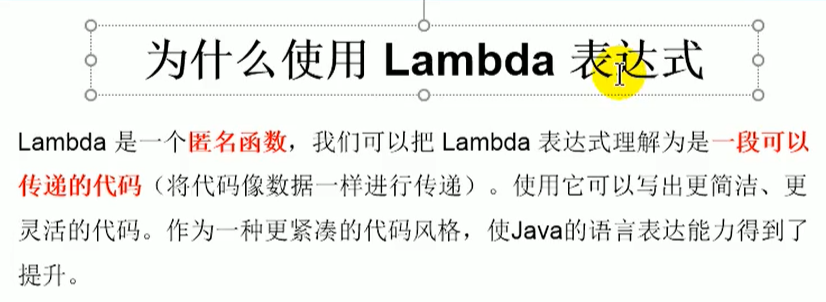 为什么使用 Lambda 表达式
Lambda 是一个匿名函数，我们可以把 Lambda 表达式理解为是一段可以
传递的代码（将代码像数据一样进行传递）。使用它可以写出更简洁、更
灵活的代码。作为一种更紧凑的代码风格，使Java的语言表达能力得到了
提升。